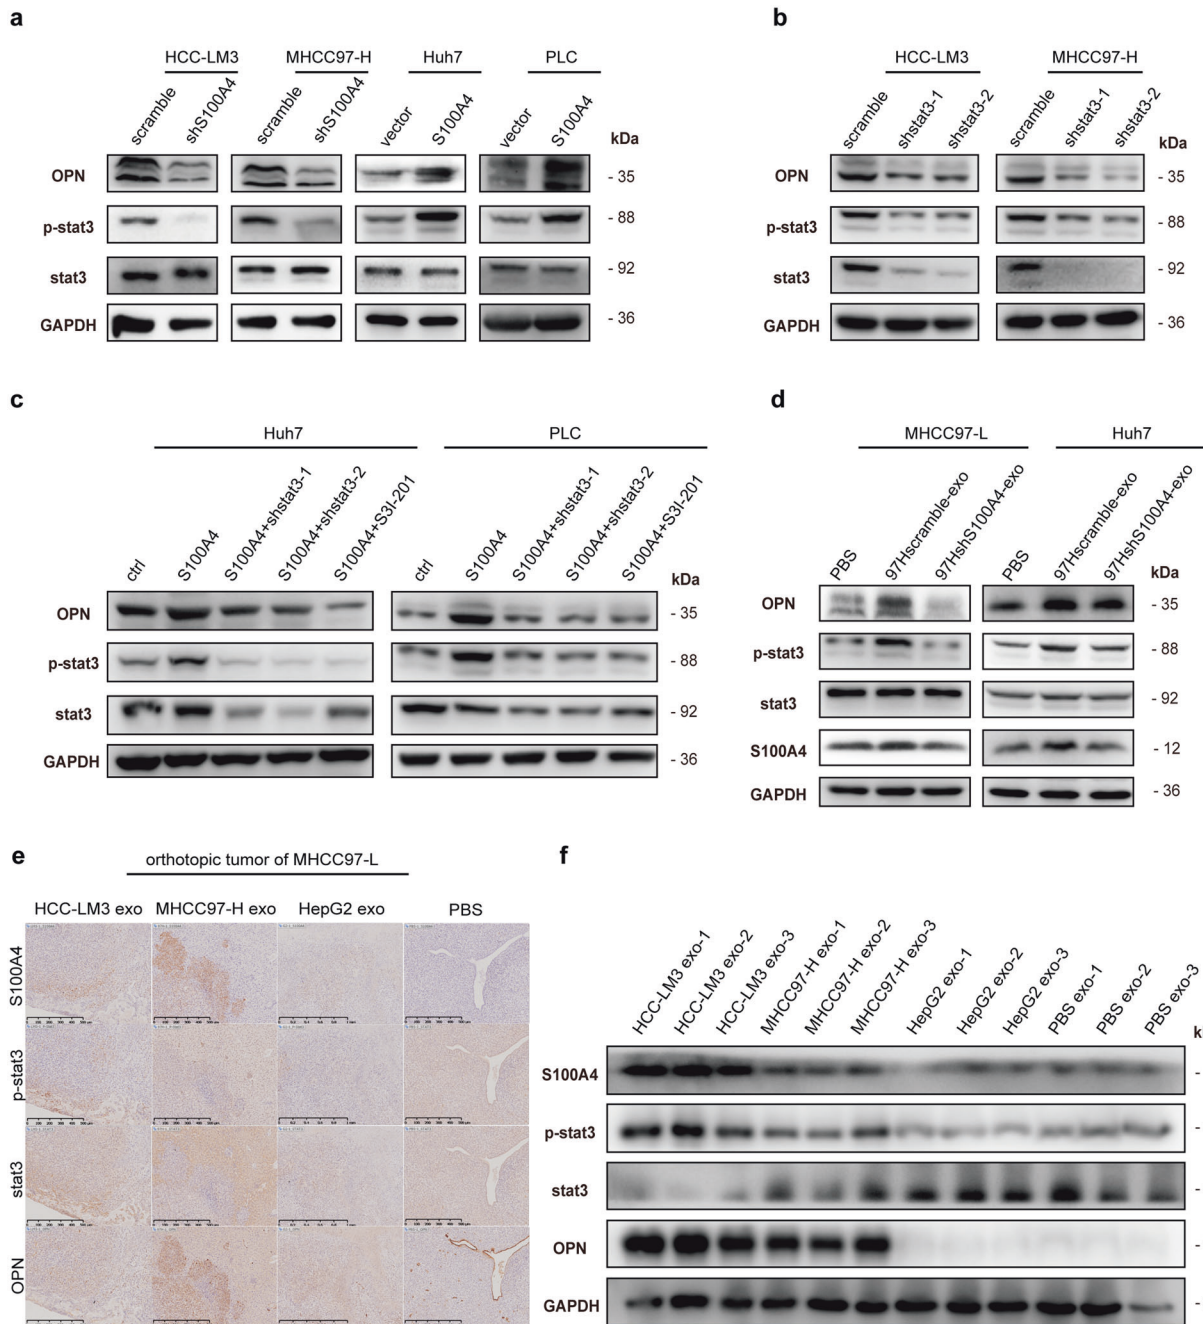 a
HCC-LM3 MHCC97-H Huh7 PLC
scramble shS100A4 scramble shS100A4 vector S100A4 vector S100A4
kDa
OPN - 35
p-stat3 - 88
stat3 - 92
GAPDH - 36
b
HCC-LM3 MHCC97-H
scramble shstat3-1 shstat3-2 scramble shstat3-1 shstat3-2
kDa
OPN - 35
p-stat3 - 88
stat3 - 92
GAPDH - 36
c
Huh7 PLC
ctrl S100A4 S100A4+shstat3-1 S100A4+shstat3-2 S100A4+S3I-201 ctrl S100A4 S100A4+shstat3-1 S100A4+shstat3-2 S100A4+S3I-201
kDa
OPN - 35
p-stat3 - 88
stat3 - 92
GAPDH - 36
d
MHCC97-L Huh7
PBS 97Hscramble-exo 97HshS100A4-exo PBS 97Hscramble-exo 97HshS100A4-exo
kDa
OPN - 35
p-stat3 - 88
stat3 - 92
S100A4 - 12
GAPDH - 36
e
orthotopic tumor of MHCC97-L
HCC-LM3 exo MHCC97-H exo HepG2 exo PBS
S100A4
p-stat3
stat3
OPN
f
HCC-LM3 exo-1 HCC-LM3 exo-2 HCC-LM3 exo-3 MHCC97-H exo-1 MHCC97-H exo-2 MHCC97-H exo-3 HepG2 exo-1 HepG2 exo-2 HepG2 exo-3 PBS exo-1 PBS exo-2 PBS exo-3
k
S100A4 -
p-stat3 -
stat3 -
OPN -
GAPDH -